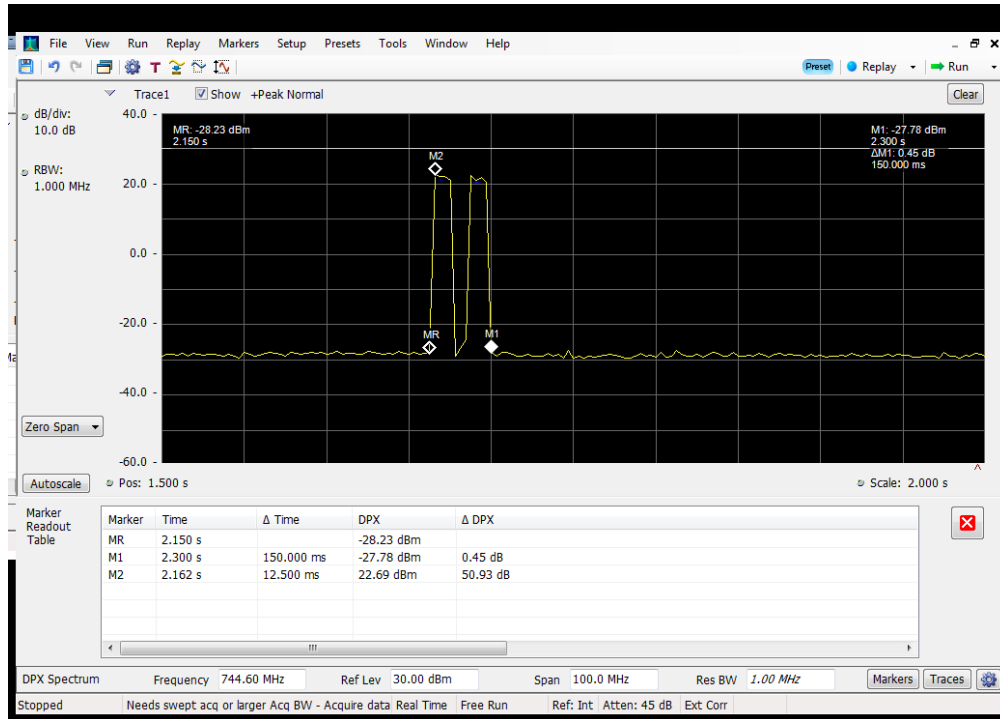 File View Run Replay Markers Setup Presets Tools Window Help
T Preset Replay Run
Trace1 Show +Peak Normal Clear
dB/div:
10.0 dB
RBW:
1.000 MHz
40.0
20.0
0.0
-20.0
-40.0
-60.0
MR: -28.23 dBm
2.150 s
M1: -27.78 dBm
2.300 s
ΔM1: 0.45 dB
150.000 ms
M2
MR M1
Zero Span
Autoscale Pos: 1.500 s Scale: 2.000 s
Marker
Readout
Table
Marker Time Δ Time DPX Δ DPX
MR 2.150 s -28.23 dBm
M1 2.300 s 150.000 ms -27.78 dBm 0.45 dB
M2 2.162 s 12.500 ms 22.69 dBm 50.93 dB
DPX Spectrum Frequency 744.60 MHz Ref Lev 30.00 dBm Span 100.0 MHz Res BW 1.00 MHz Markers Traces
Stopped Needs swept acq or larger Acq BW - Acquire data Real Time Free Run Ref: Int Atten: 45 dB Ext Corr